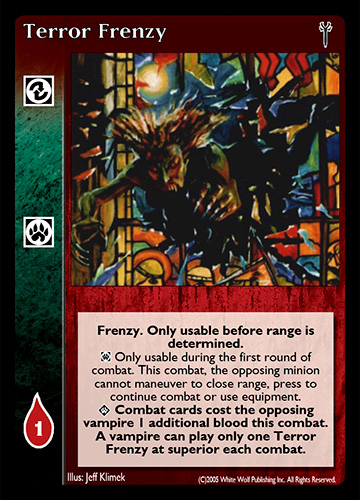 Terror Frenzy
Frenzy. Only usable before range is
determined.
Only usable during the first round of
combat. This combat, the opposing minion
cannot maneuver to close range, press to
continue combat or use equipment.
Combat cards cost the opposing
vampire 1 additional blood this combat.
A vampire can play only one Terror
Frenzy at superior each combat.
1
Illus: Jeff Klimek
(C)2005 White Wolf Publishing Inc. All Rights Reserved.